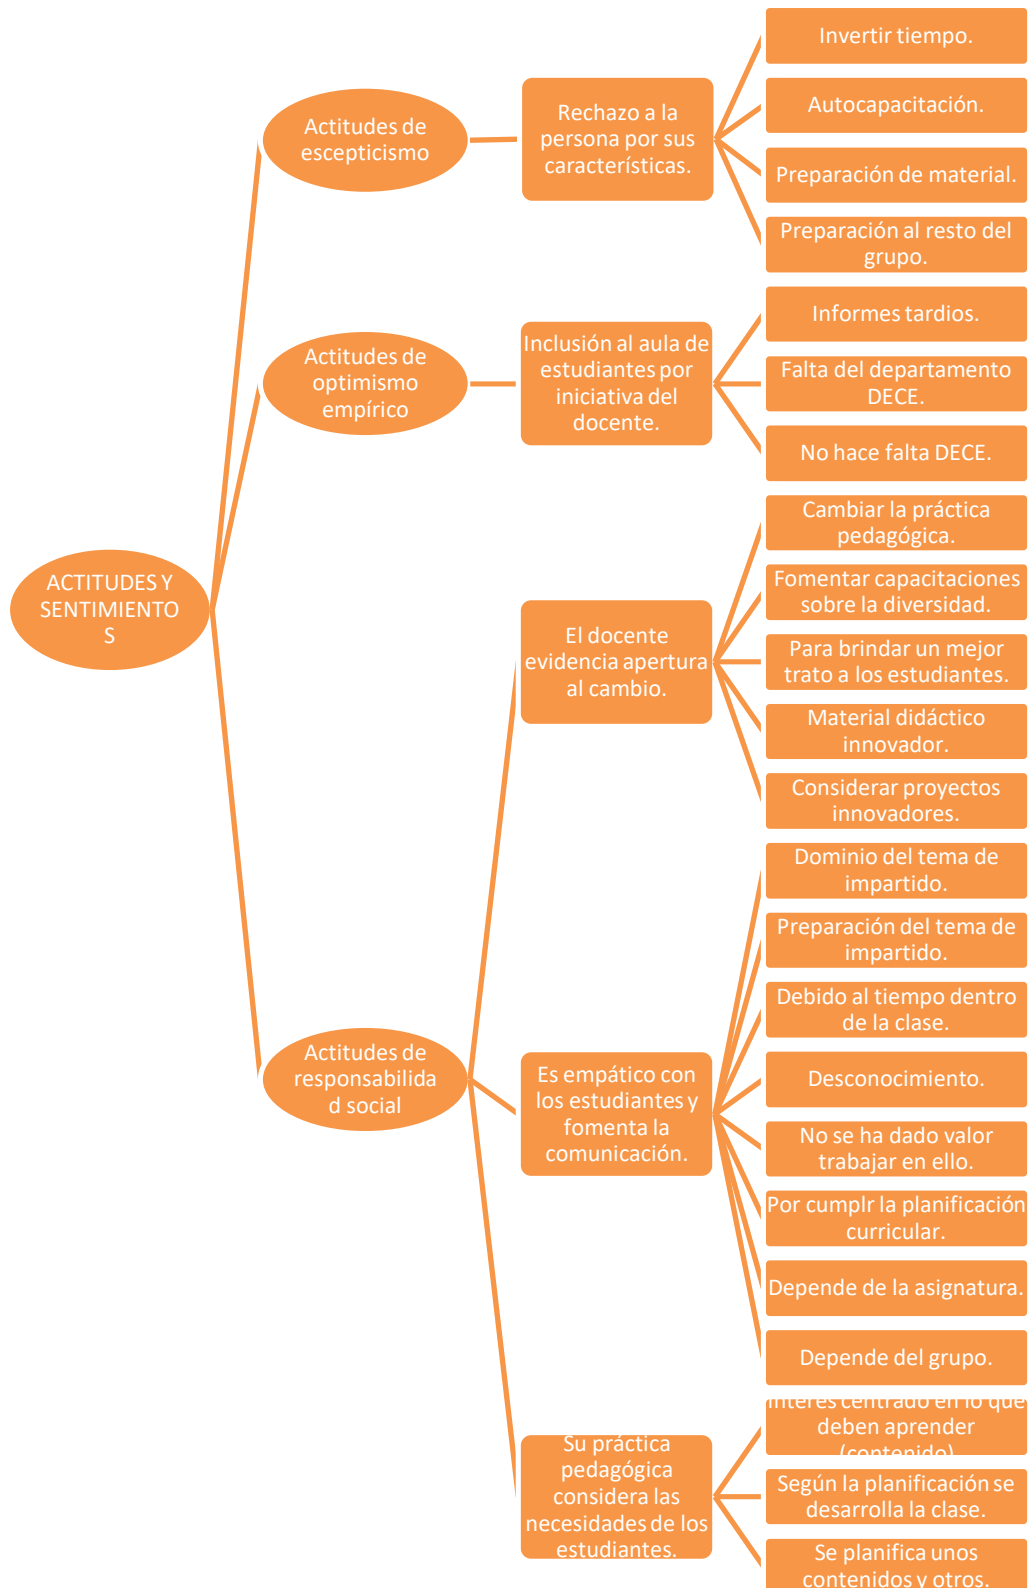 ACTITUDES Y
SENTIMIENTO
S
Actitudes de
escepticismo
Rechazo a la
persona por sus
características.
Invertir tiempo.
Autocapacitación.
Preparación de material.
Preparación al resto del
grupo.
Actitudes de
optimismo
empírico
Inclusión al aula de
estudiantes por
iniciativa del
docente.
Informes tardios.
Falta del departamento
DECE.
No hace falta DECE.
Actitudes de
responsabilida
d social
El docente
evidencia apertura
al cambio.
Cambiar la práctica
pedagógica.
Fomentar capacitaciones
sobre la diversidad.
Para brindar un mejor
trato a los estudiantes.
Material didáctico
innovador.
Considerar proyectos
innovadores.
Es empático con
los estudiantes y
fomenta la
comunicación.
Dominio del tema de
impartido.
Preparación del tema de
impartido.
Debido al tiempo dentro
de la clase.
Desconocimiento.
No se ha dado valor
trabajar en ello.
Por cumplr la planificación
curricular.
Depende de la asignatura.
Depende del grupo.
Su práctica
pedagógica
considera las
necesidades de los
estudiantes.
Interés centrado en lo que
deben aprender
(contenido)
Según la planificación se
desarrolla la clase.
Se planifica unos
contenidos y otros.